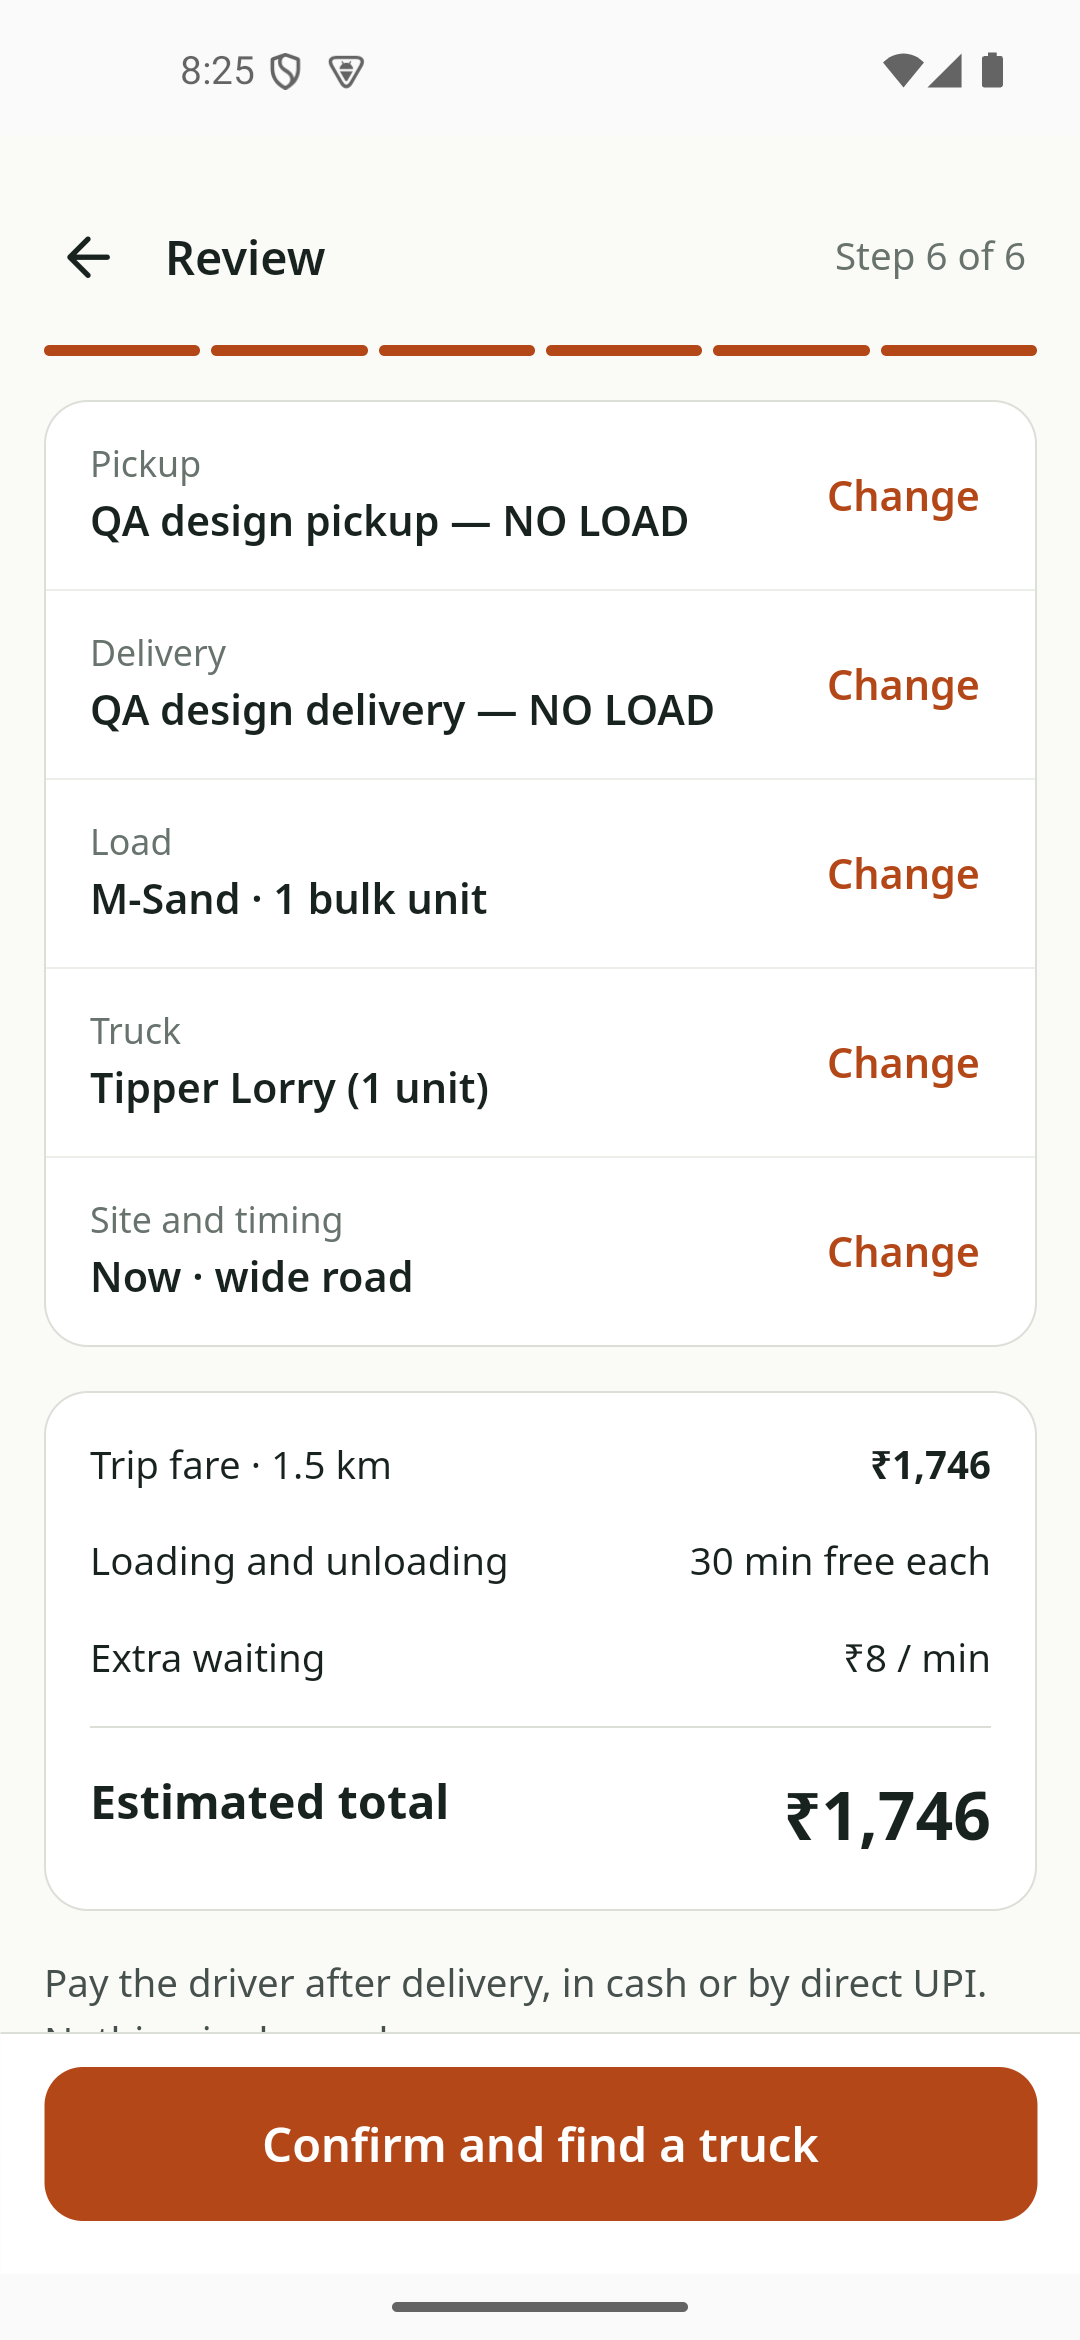 8:25
Review
Step 6 of 6
Pickup
QA design pickup — NO LOAD
Change
Delivery
QA design delivery — NO LOAD
Change
Load
M-Sand · 1 bulk unit
Change
Truck
Tipper Lorry (1 unit)
Change
Site and timing
Now · wide road
Change
Trip fare · 1.5 km
₹1,746
Loading and unloading
30 min free each
Extra waiting
₹8 / min
Estimated total
₹1,746
Pay the driver after delivery, in cash or by direct UPI.
Confirm and find a truck